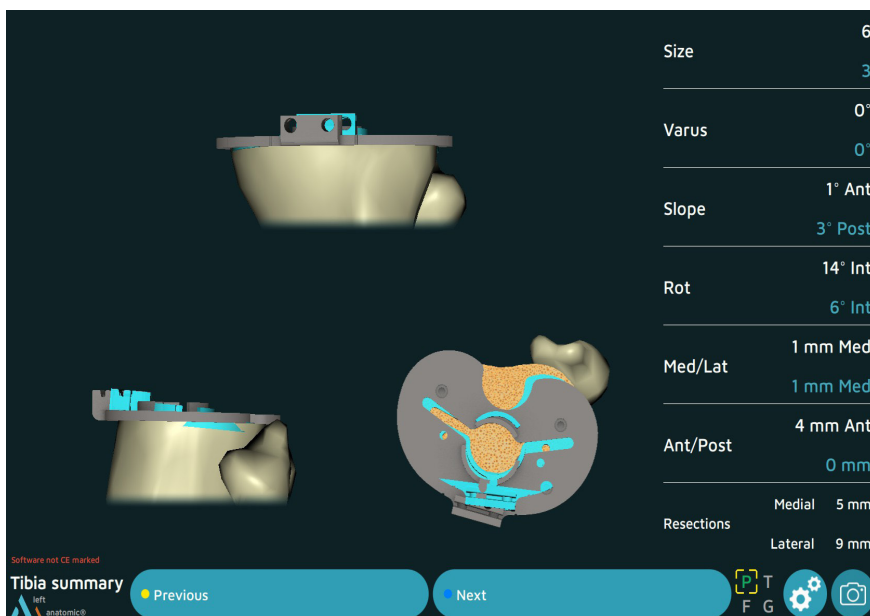 Size 6
3
Varus 0°
0°
Slope 1° Ant
3° Post
Rot 14° Int
6° Int
Med/Lat 1 mm Med
1 mm Med
Ant/Post 4 mm Ant
0 mm
Resections Medial 5 mm
Lateral 9 mm
Software not CE marked
Tibia summary
left
anatomic®
Previous
Next
P T
F G